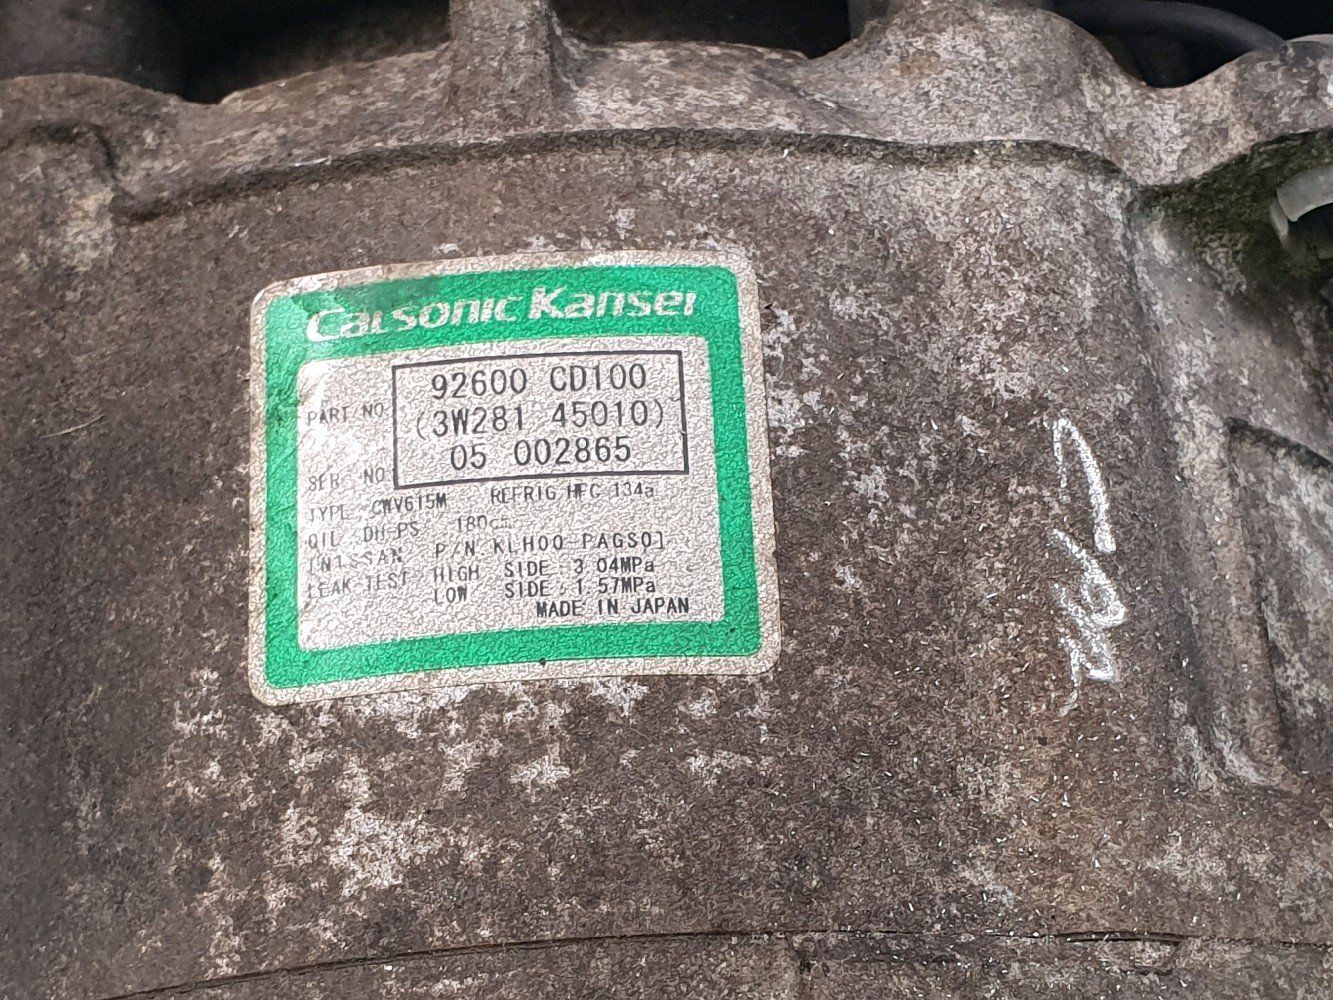 Calsonic Kansei
PART NO 92600 CD100
(3W281 45010)
SER NO 05 002865
TYPE CWV615M REFRIG HFC 134a
OIL DH-PS 180cc
(NISSAN P/N KLH00 PAGS0)
LEAK TEST HIGH SIDE 3.04MPa
LOW SIDE 1.57MPa
MADE IN JAPAN